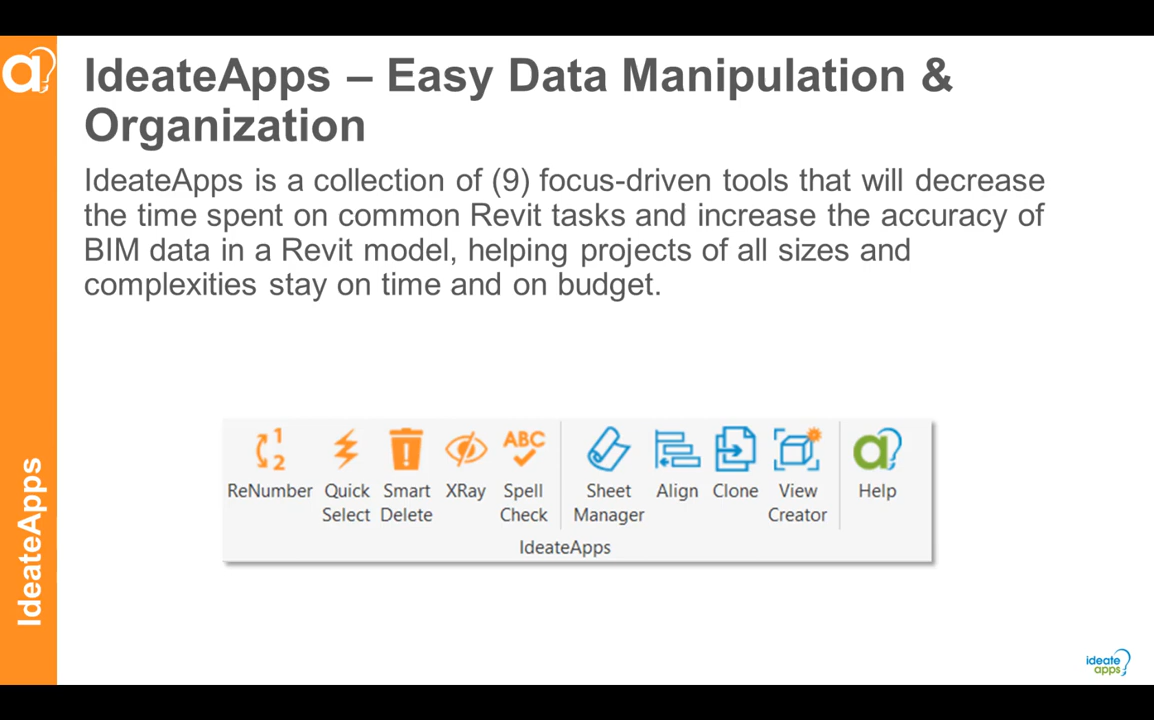 IdeateApps – Easy Data Manipulation &
Organization
IdeateApps is a collection of (9) focus-driven tools that will decrease
the time spent on common Revit tasks and increase the accuracy of
BIM data in a Revit model, helping projects of all sizes and
complexities stay on time and on budget.
1
2
ABC
ReNumber Quick Smart XRay Spell Sheet Align Clone View Help
Select Delete Check Manager Creator
IdeateApps
IdeateApps
ideate
apps